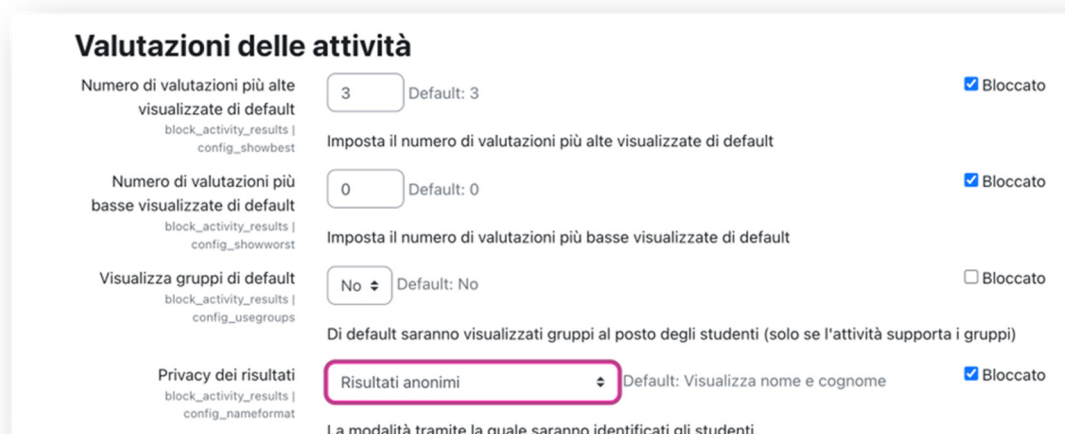 Valutazioni delle attività
Numero di valutazioni più alte
visualizzate di default
block_activity_results |
config_showbest
3 Default: 3
Bloccato
Imposta il numero di valutazioni più alte visualizzate di default
Numero di valutazioni più
basse visualizzate di default
block_activity_results |
config_showworst
0 Default: 0
Bloccato
Imposta il numero di valutazioni più basse visualizzate di default
Visualizza gruppi di default
block_activity_results |
config_usegroups
No Default: No
Bloccato
Di default saranno visualizzati gruppi al posto degli studenti (solo se l'attività supporta i gruppi)
Privacy dei risultati
block_activity_results |
config_nameformat
Risultati anonimi Default: Visualizza nome e cognome
Bloccato
La modalità tramite la quale saranno identificati gli studenti.